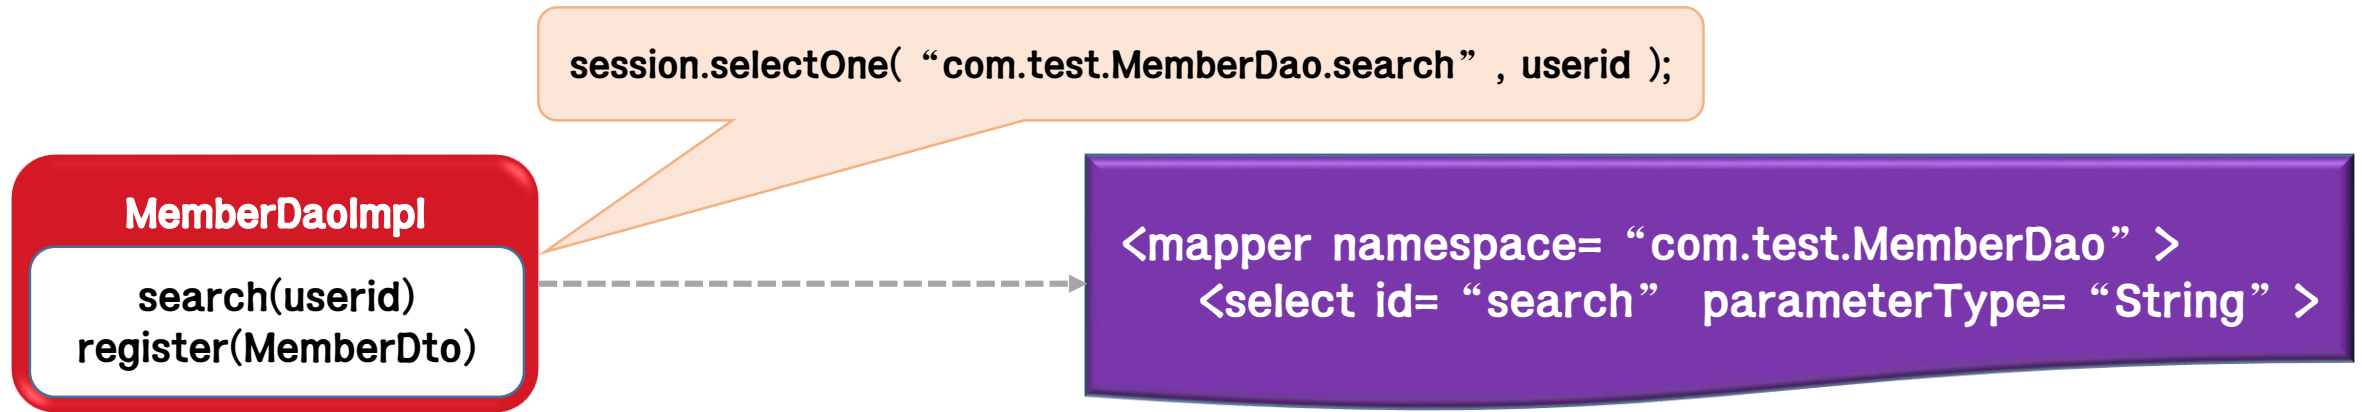 session.selectOne( “com.test.MemberDao.search” , userid );
MemberDaoImpl
search(userid)
register(MemberDto)
<mapper namespace= “com.test.MemberDao” >
<select id= “search” parameterType= “String” >